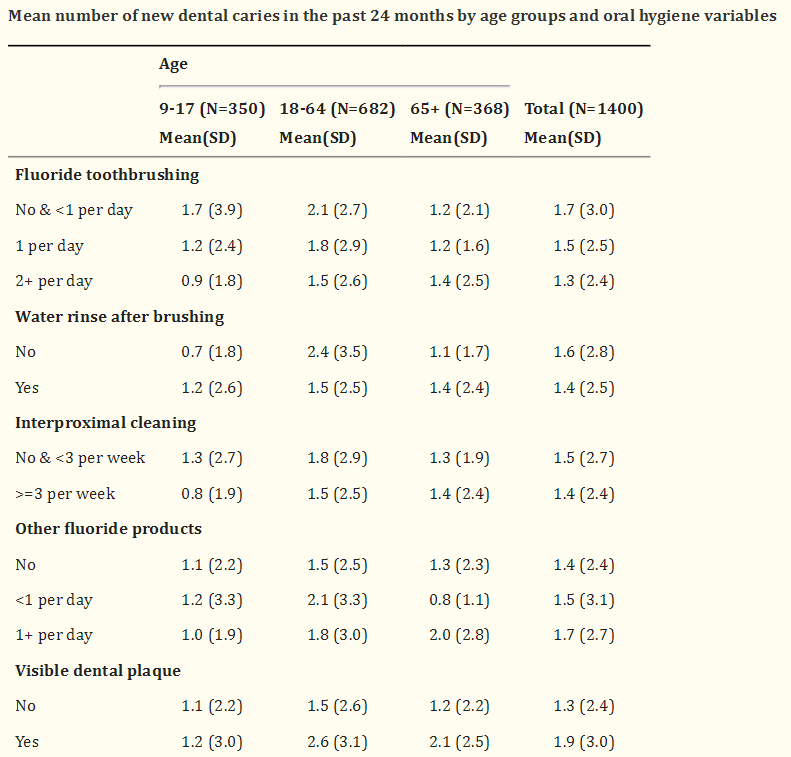 Mean number of new dental caries in the past 24 months by age groups and oral hygiene variables
Age
9-17 (N=350) 18-64 (N=682) 65+ (N=368) Total (N=1400)
Mean(SD) Mean(SD) Mean(SD) Mean(SD)
Fluoride toothbrushing
No & <1 per day 1.7 (3.9) 2.1 (2.7) 1.2 (2.1) 1.7 (3.0)
1 per day 1.2 (2.4) 1.8 (2.9) 1.2 (1.6) 1.5 (2.5)
2+ per day 0.9 (1.8) 1.5 (2.6) 1.4 (2.5) 1.3 (2.4)
Water rinse after brushing
No 0.7 (1.8) 2.4 (3.5) 1.1 (1.7) 1.6 (2.8)
Yes 1.2 (2.6) 1.5 (2.5) 1.4 (2.4) 1.4 (2.5)
Interproximal cleaning
No & <3 per week 1.3 (2.7) 1.8 (2.9) 1.3 (1.9) 1.5 (2.7)
>=3 per week 0.8 (1.9) 1.5 (2.5) 1.4 (2.4) 1.4 (2.4)
Other fluoride products
No 1.1 (2.2) 1.5 (2.5) 1.3 (2.3) 1.4 (2.4)
<1 per day 1.2 (3.3) 2.1 (3.3) 0.8 (1.1) 1.5 (3.1)
1+ per day 1.0 (1.9) 1.8 (3.0) 2.0 (2.8) 1.7 (2.7)
Visible dental plaque
No 1.1 (2.2) 1.5 (2.6) 1.2 (2.2) 1.3 (2.4)
Yes 1.2 (3.0) 2.6 (3.1) 2.1 (2.5) 1.9 (3.0)